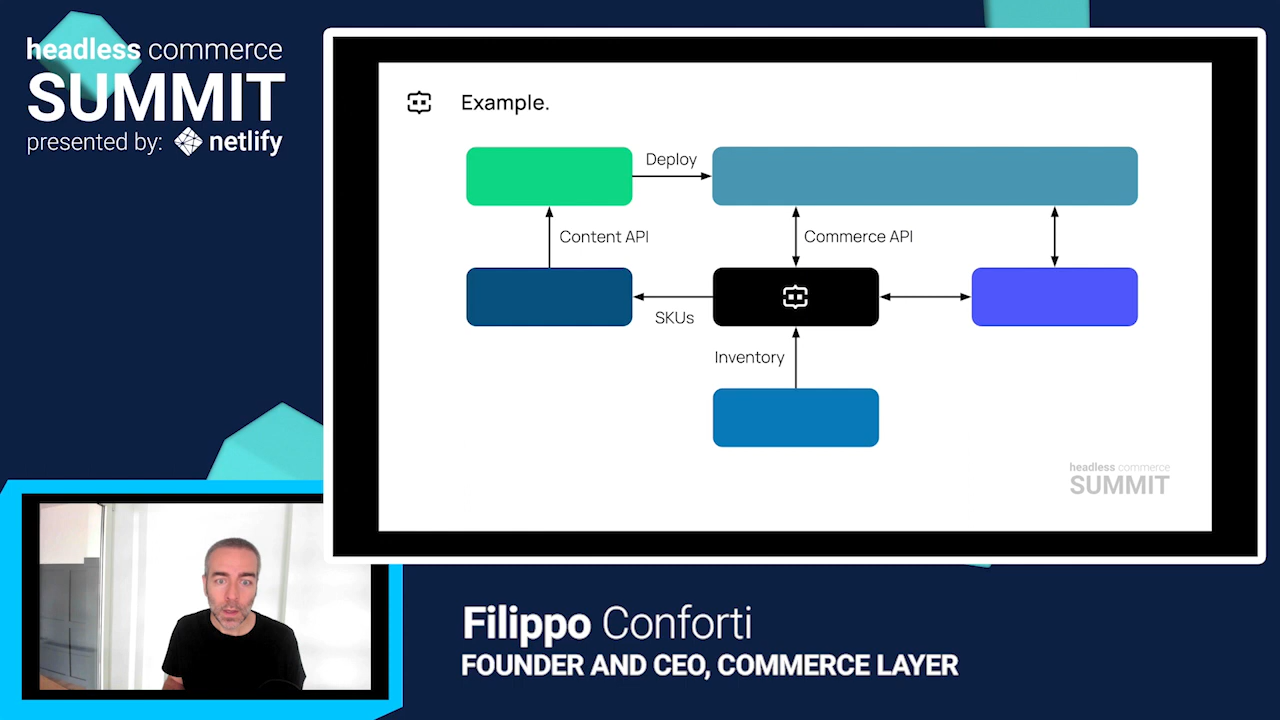 headless commerce
SUMMIT
presented by: netlify
Example.
Deploy
Content API
Commerce API
SKUs
Inventory
headless commerce
SUMMIT
Filippo Conforti
FOUNDER AND CEO, COMMERCE LAYER